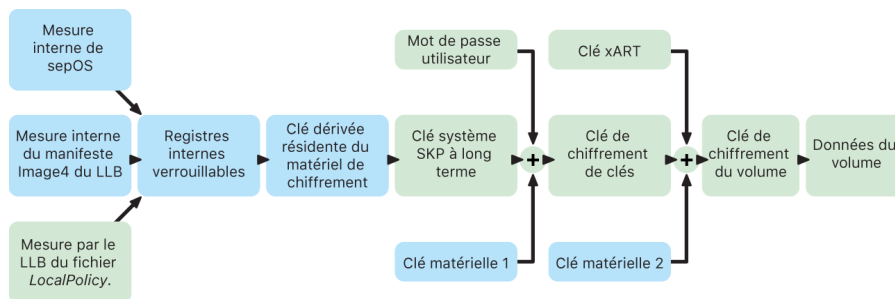 Mesure
interne de
sepOS
Mot de passe
utilisateur
Clé xART
Mesure interne
du manifeste
Image4 du LLB
Registres
internes
verrouillables
Clé dérivée
résidente du
matériel de
chiffrement
Clé système
SKP à long
terme
+
Clé de
chiffrement
de clés
+
Clé de
chiffrement
du volume
Données du
volume
Mesure par le
LLB du fichier
LocalPolicy.
Clé matérielle 1
Clé matérielle 2